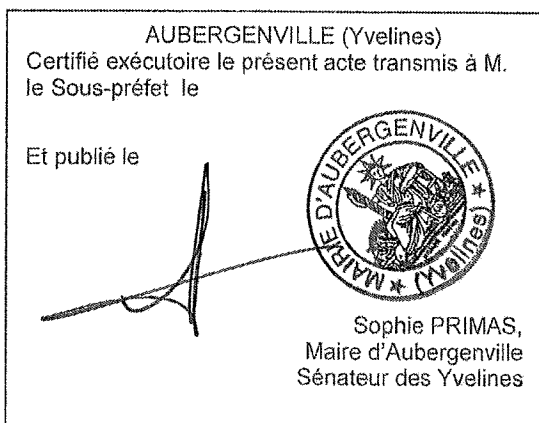 AUBERGENVILLE (Yvelines)
Certifié exécutoire le présent acte transmis à M.
le Sous-préfet le
Et publié le
MAIRIE D'AUBERGENVILLE ★ (Yvelines) ★
Sophie PRIMAS,
Maire d'Aubergenville
Sénateur des Yvelines